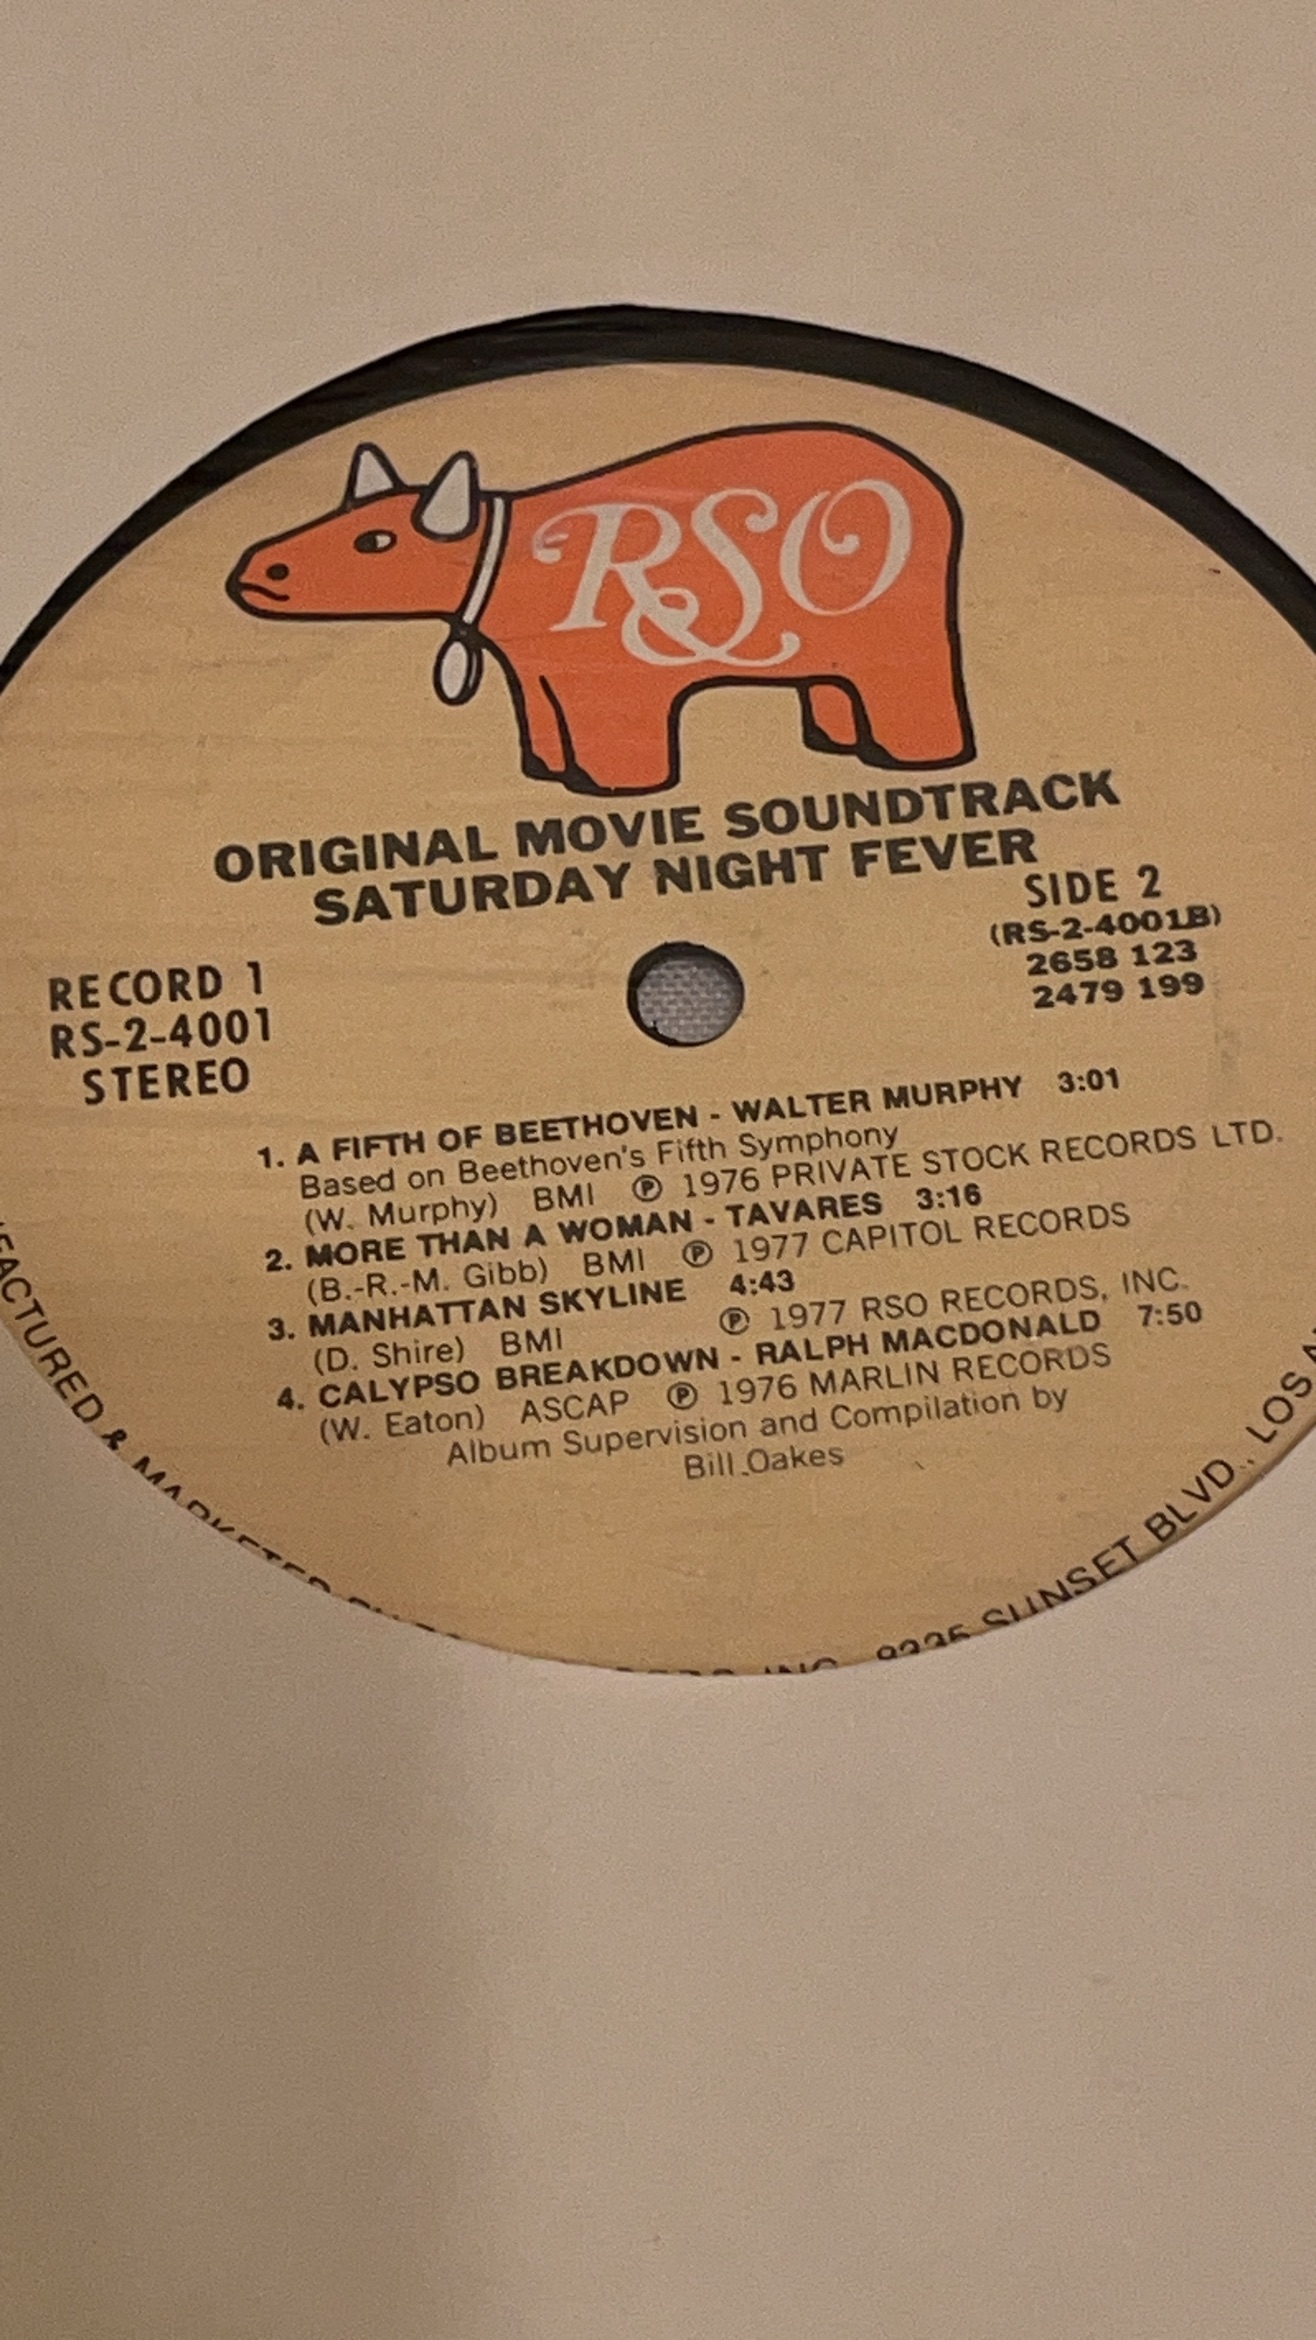 RSO
ORIGINAL MOVIE SOUNDTRACK
SATURDAY NIGHT FEVER
SIDE 2
(RS-2-4001B)
2658 123
2479 199
RECORD 1
RS-2-4001
STEREO
1. A FIFTH OF BEETHOVEN - WALTER MURPHY 3:01
Based on Beethoven's Fifth Symphony
(W. Murphy) BMI Ⓟ 1976 PRIVATE STOCK RECORDS LTD.
2. MORE THAN A WOMAN - TAVARES 3:16
(B.-R.-M. Gibb) BMI Ⓟ 1977 CAPITOL RECORDS
3. MANHATTAN SKYLINE 4:43
(D. Shire) BMI Ⓟ 1977 RSO RECORDS, INC.
4. CALYPSO BREAKDOWN - RALPH MACDONALD 7:50
(W. Eaton) ASCAP Ⓟ 1976 MARLIN RECORDS
Album Supervision and Compilation by
Bill Oakes
FACTURED & MARKETED INC. SUNSET BLVD., LOS